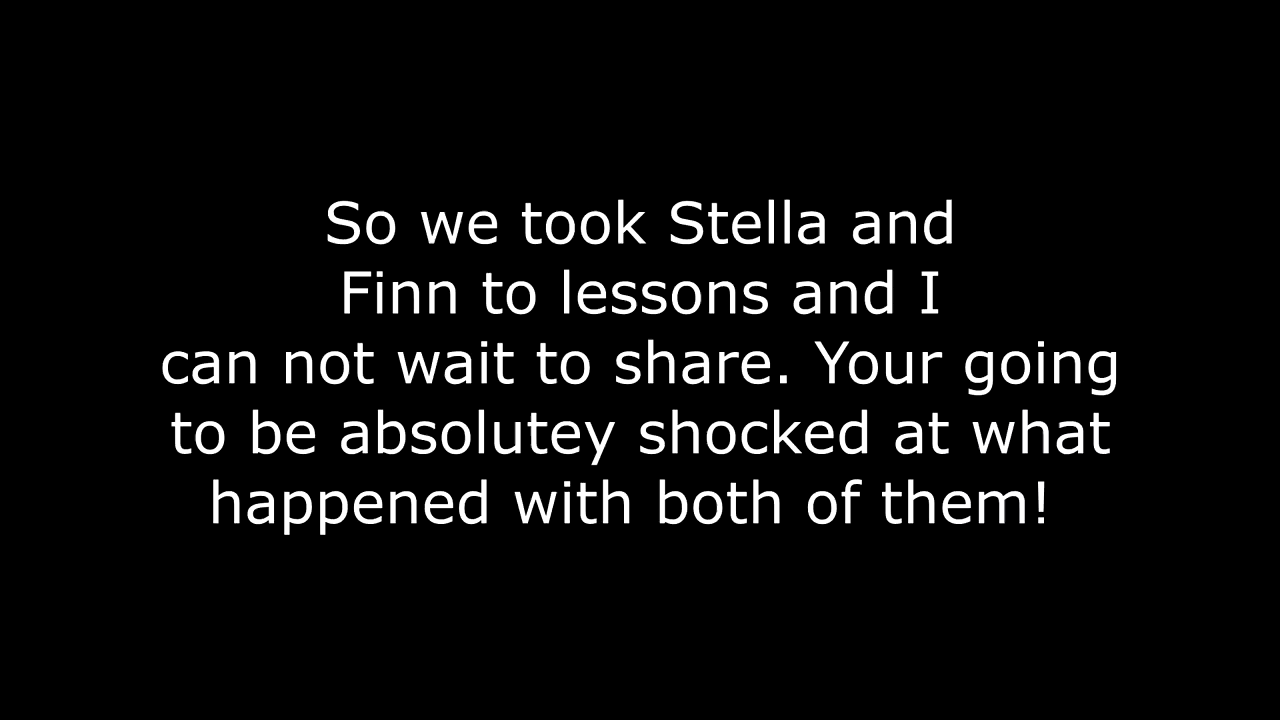 So we took Stella and
Finn to lessons and I
can not wait to share. Your going
to be absolutey shocked at what
happened with both of them!